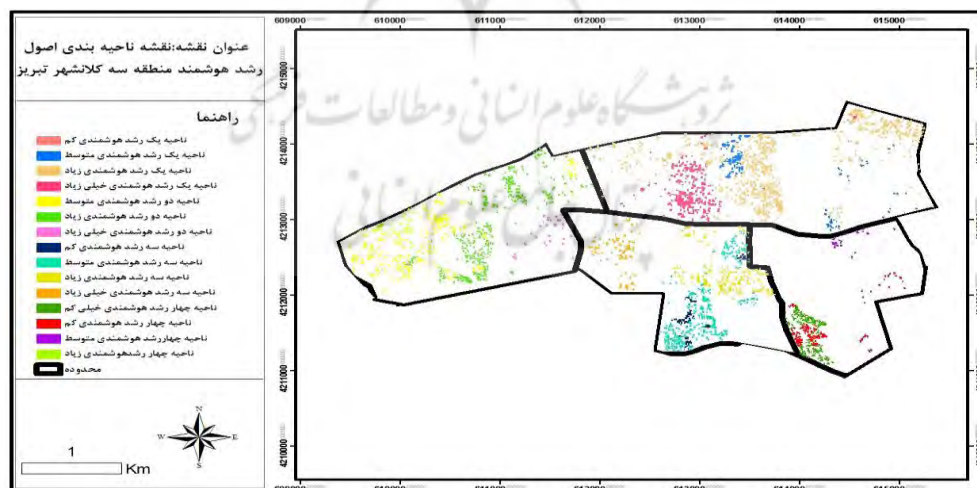 عنوان نقشه:نقشه ناحیه بندی اصول
رشد هوشمند منطقه سه کلانشهر تبریز
راهنما
ناحیه یک رشد هوشمندی کم
ناحیه یک رشد هوشمندی متوسط
ناحیه یک رشد هوشمندی زیاد
ناحیه یک رشد هوشمندی خیلی زیاد
ناحیه دو رشد هوشمندی متوسط
ناحیه دو رشد هوشمندی زیاد
ناحیه دو رشد هوشمندی خیلی زیاد
ناحیه سه رشد هوشمندی کم
ناحیه سه رشد هوشمندی متوسط
ناحیه سه رشد هوشمندی زیاد
ناحیه سه رشد هوشمندی خیلی زیاد
ناحیه چهار رشد هوشمندی خیلی کم
ناحیه چهار رشد هوشمندی کم
ناحیه چهاررشد هوشمندی متوسط
ناحیه چهار رشدهوشمندی زیاد
محدوده
N
W E
S
1
Km
609000 610000 611000 612000 613000 614000 615000
4215000
4214000
4213000
4212000
4211000
4210000
پژوهشگاه علوم انسانی و مطالعات فرهنگی
پرتال جامع علوم انسانی